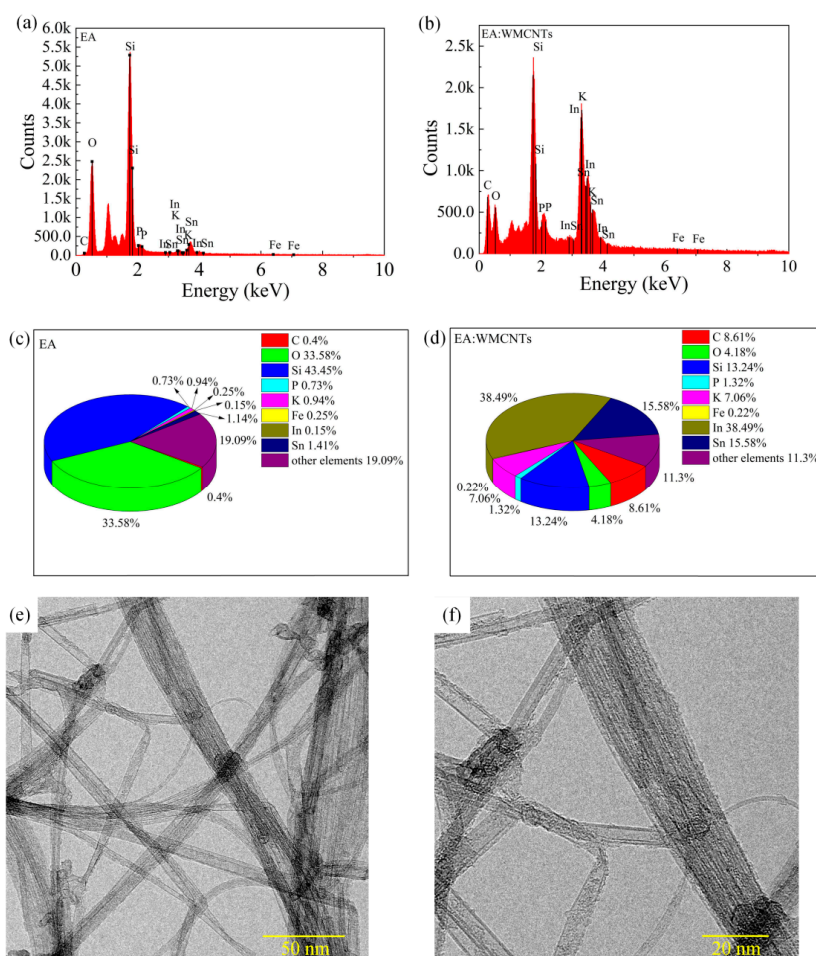 (a)
EA
Si
O
Si
C
P
P
In
Sn
In
K
In
Sn
Sn
K
In
Sn
Fe
Fe
6.0k
5.5k
5.0k
4.5k
4.0k
3.5k
3.0k
2.5k
2.0k
1.5k
1.0k
500.0
0.0
0
2
4
6
8
10
Counts
Energy (keV)
(b)
EA:WMCNTs
Si
K
In
Si
In
C
O
Sn
K
Sn
PP
In
Sn
In
Sn
Fe
Fe
2.5k
2.0k
1.5k
1.0k
500.0
0.0
0
2
4
6
8
10
Counts
Energy (keV)
(c)
EA
C 0.4%
O 33.58%
Si 43.45%
P 0.73%
K 0.94%
Fe 0.25%
In 0.15%
Sn 1.41%
other elements 19.09%
0.73%
0.94%
0.25%
0.15%
1.14%
19.09%
0.4%
33.58%
(d)
EA:WMCNTs
C 8.61%
O 4.18%
Si 13.24%
P 1.32%
K 7.06%
Fe 0.22%
In 38.49%
Sn 15.58%
other elements 11.3%
38.49%
15.58%
0.22%
7.06%
1.32%
13.24%
4.18%
8.61%
11.3%
(e)
50 nm
(f)
20 nm